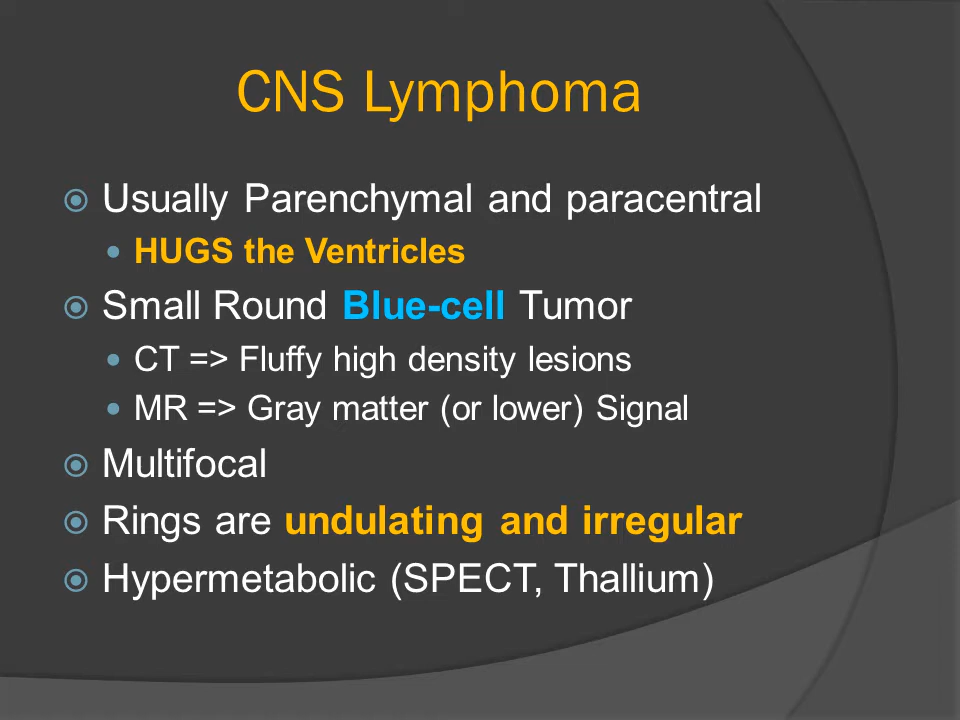 CNS Lymphoma
Usually Parenchymal and paracentral
HUGS the Ventricles
Small Round Blue-cell Tumor
CT => Fluffy high density lesions
MR => Gray matter (or lower) Signal
Multifocal
Rings are undulating and irregular
Hypermetabolic (SPECT, Thallium)